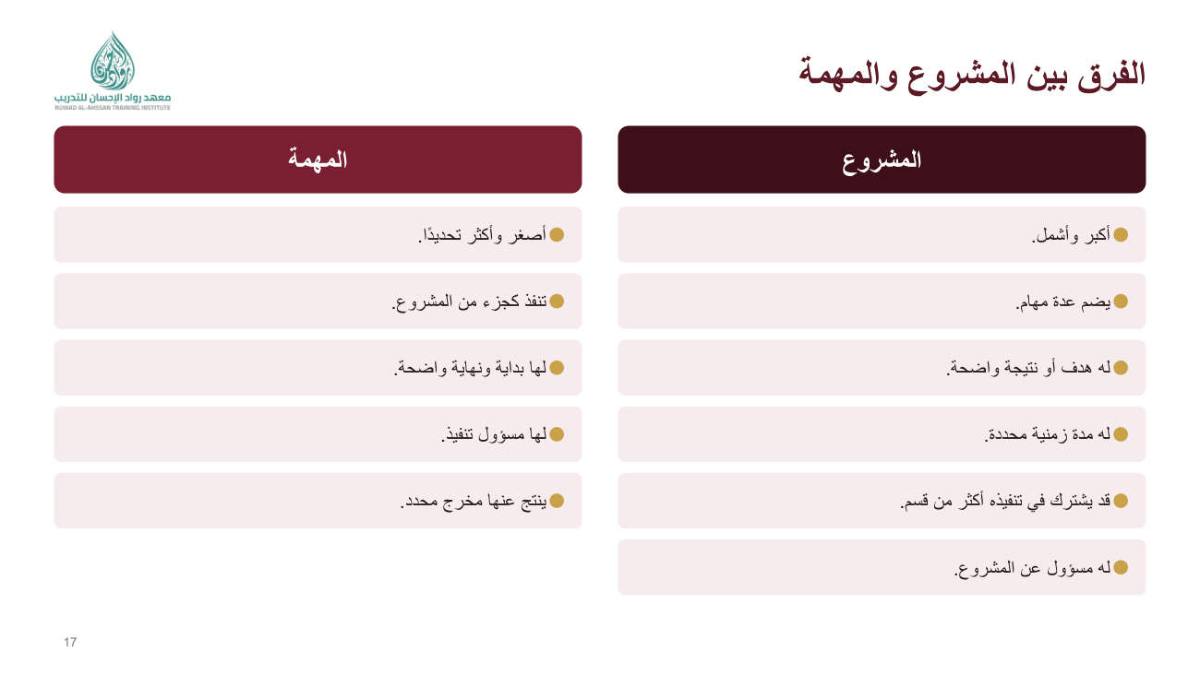 الفرق بين المشروع والمهمة
معهد رواد الإحسان للتدريب
RUWAD AL-AHSSAN TRAINING INSTITUTE
المشروع
أكبر وأشمل.
يضم عدة مهام.
له هدف أو نتيجة واضحة.
له مدة زمنية محددة.
قد يشترك في تنفيذه أكثر من قسم.
له مسؤول عن المشروع.
المهمة
أصغر وأكثر تحديدًا.
تنفذ كجزء من المشروع.
لها بداية ونهاية واضحة.
لها مسؤول تنفيذ.
ينتج عنها مخرج محدد.
17